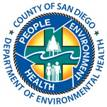 COUNTY OF SAN DIEGO
PEOPLE
ENVIRONMENT
HEALTH
DEPARTMENT OF ENVIRONMENTAL HEALTH